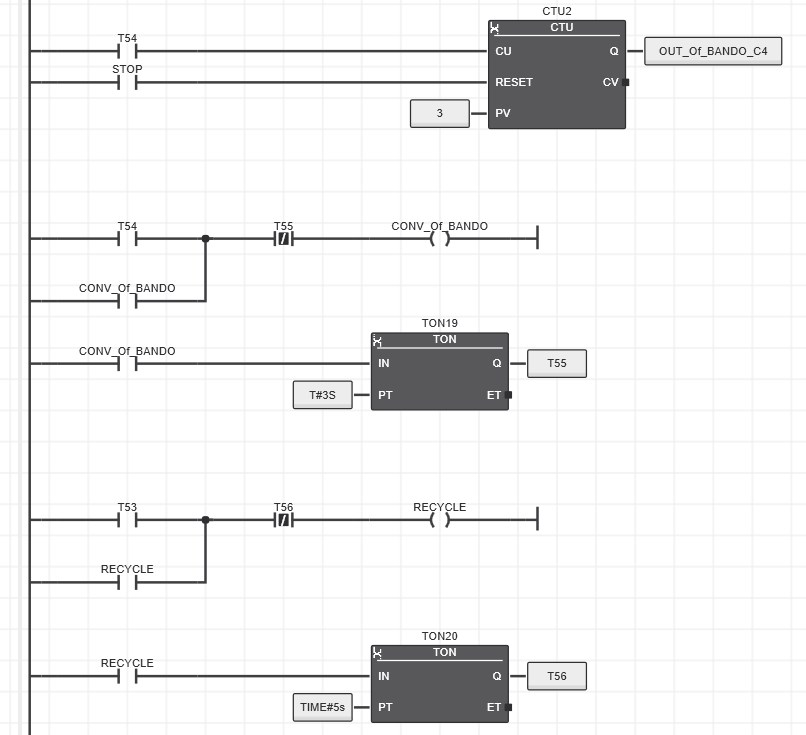 CTU2
CTU
T54
CU
Q
OUT_Of_BANDO_C4
STOP
RESET
CV
3
PV
T54
T55
CONV_Of_BANDO
CONV_Of_BANDO
TON19
TON
CONV_Of_BANDO
IN
Q
T55
T#3S
PT
ET
T53
T56
RECYCLE
RECYCLE
TON20
TON
RECYCLE
IN
Q
T56
TIME#5s
PT
ET